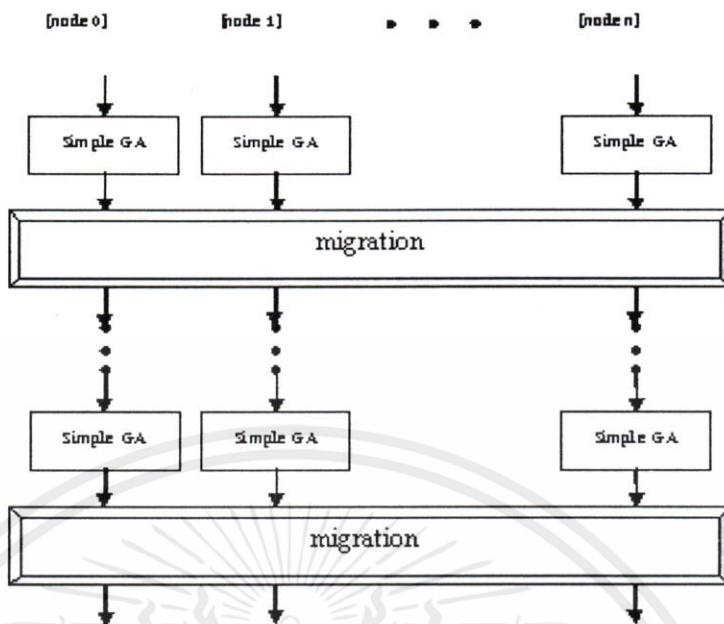 [node 0] [node 1] • • • [node n]
Simple GA Simple GA Simple GA
migration
Simple GA Simple GA Simple GA
migration